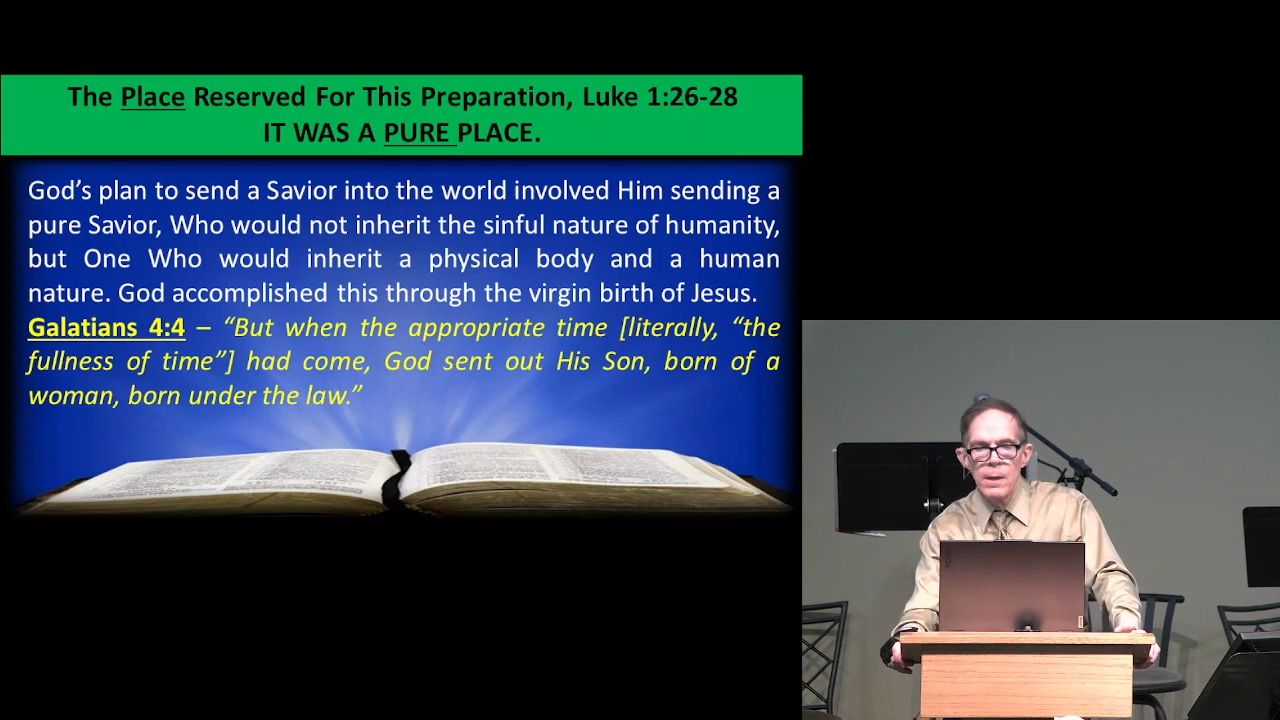 The Place Reserved For This Preparation, Luke 1:26-28
IT WAS A PURE PLACE.
God’s plan to send a Savior into the world involved Him sending a
pure Savior, Who would not inherit the sinful nature of humanity,
but One Who would inherit a physical body and a human
nature. God accomplished this through the virgin birth of Jesus.
Galatians 4:4 – “But when the appropriate time [literally, “the
fullness of time”] had come, God sent out His Son, born of a
woman, born under the law.”